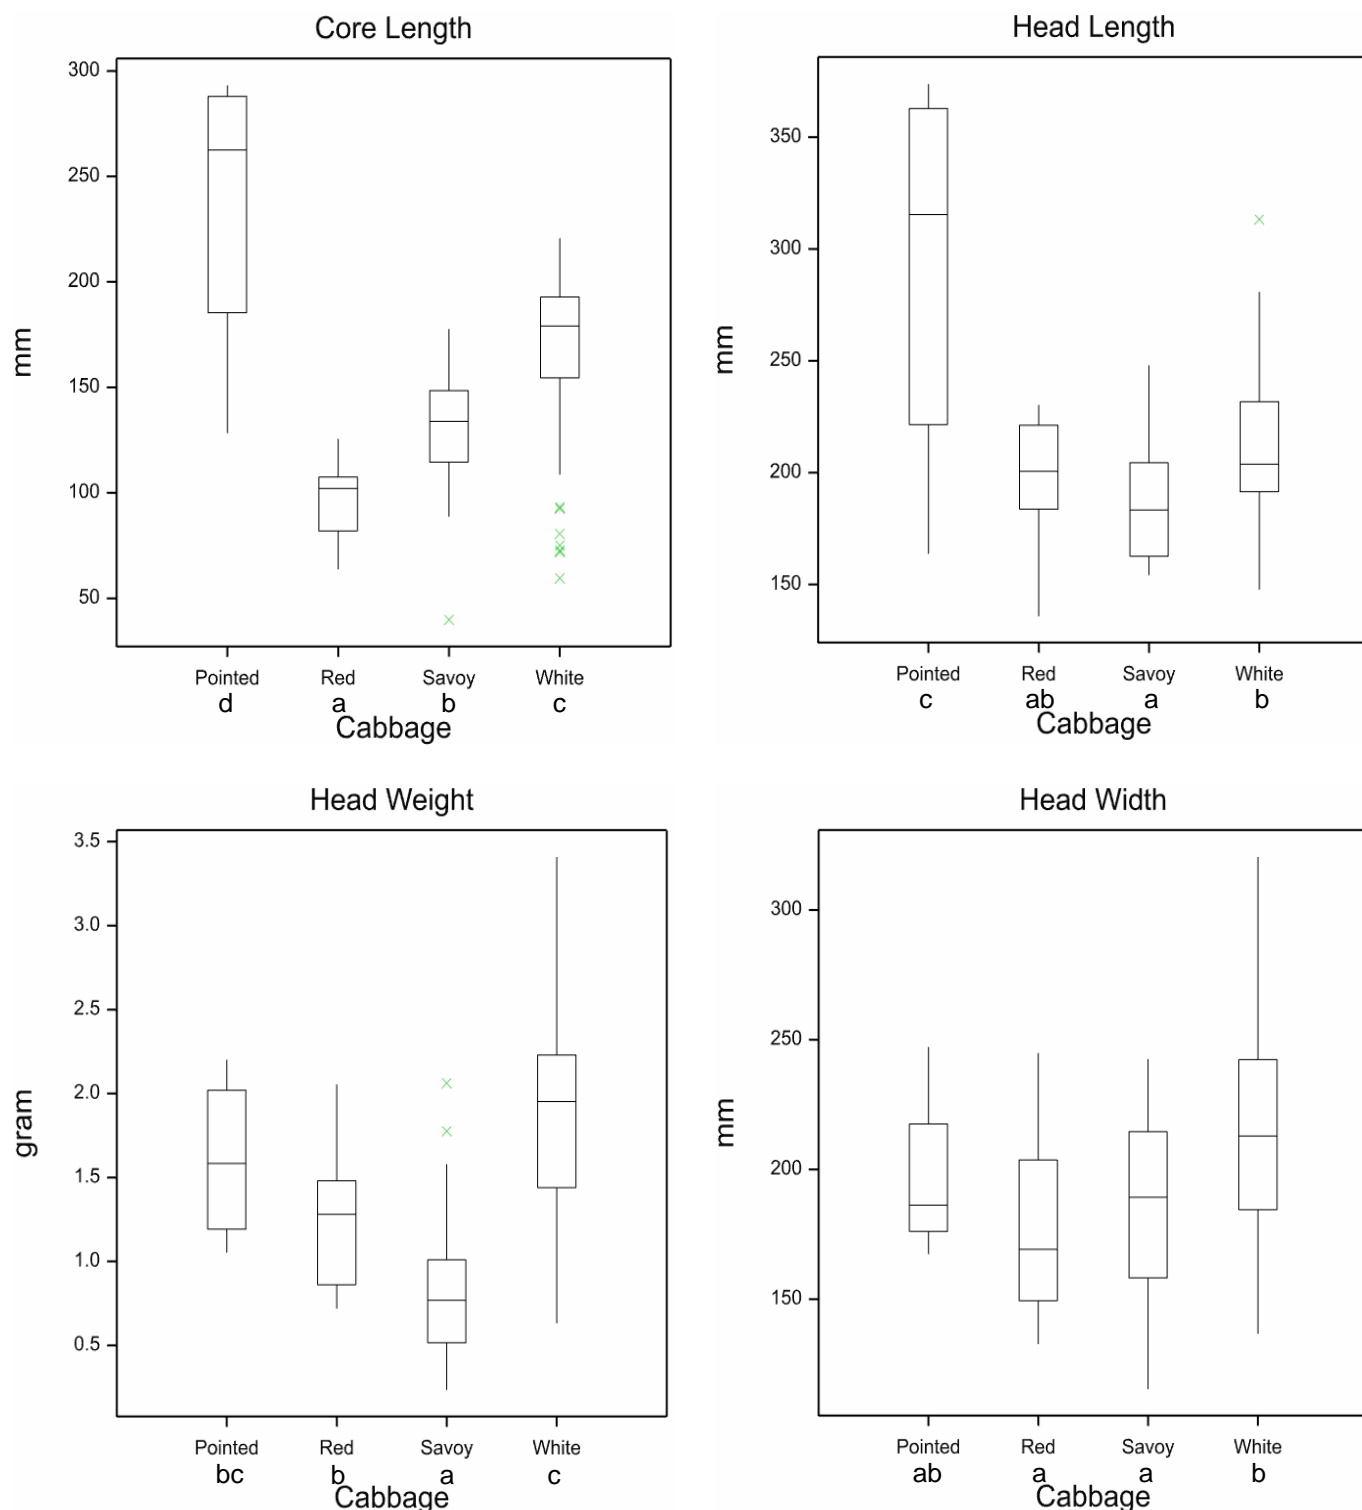 Core Length
300
250
200
150
100
50
mm
Pointed Red Savoy White
d a b c
Cabbage
Head Length
350
300
250
200
150
mm
Pointed Red Savoy White
c ab a b
Cabbage
Head Weight
3.5
3.0
2.5
2.0
1.5
1.0
0.5
gram
Pointed Red Savoy White
bc b a c
Cabbage
Head Width
300
250
200
150
mm
Pointed Red Savoy White
ab a a b
Cabbage